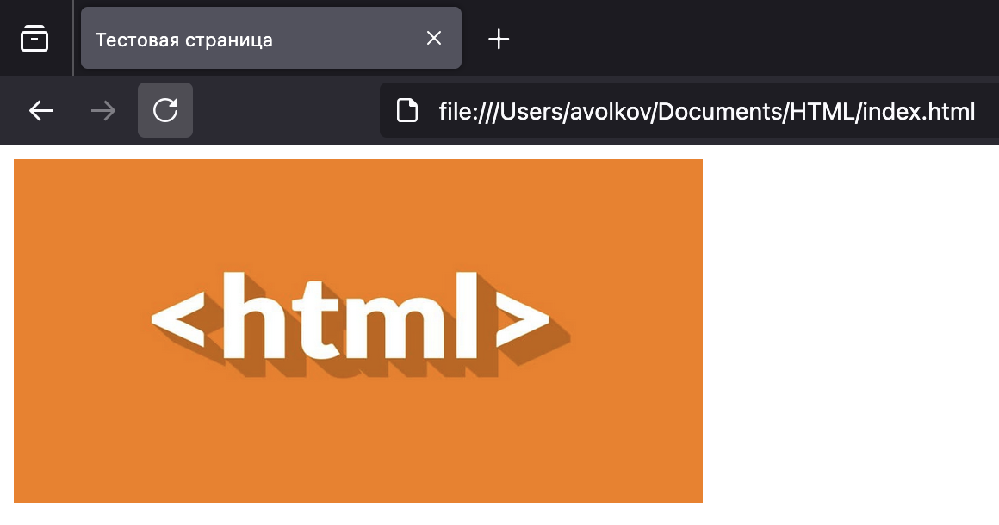 Тестовая страница
file:///Users/avolkov/Documents/HTML/index.html
<html>